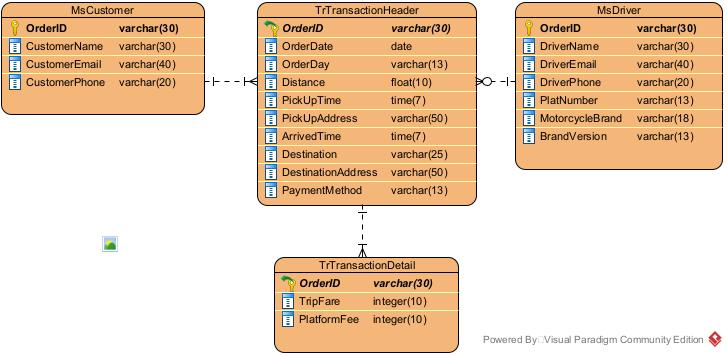 MsCustomer
OrderID varchar(30)
CustomerName varchar(30)
CustomerEmail varchar(40)
CustomerPhone varchar(20)
TrTransactionHeader
OrderID varchar(30)
OrderDate date
OrderDay varchar(13)
Distance float(10)
PickUpTime time(7)
PickUpAddress varchar(50)
ArrivedTime time(7)
Destination varchar(25)
DestinationAddress varchar(50)
PaymentMethod varchar(13)
MsDriver
OrderID varchar(30)
DriverName varchar(30)
DriverEmail varchar(40)
DriverPhone varchar(20)
PlatNumber varchar(13)
MotorcycleBrand varchar(18)
BrandVersion varchar(13)
TrTransactionDetail
OrderID varchar(30)
TripFare integer(10)
PlatformFee integer(10)
Powered By Visual Paradigm Community Edition